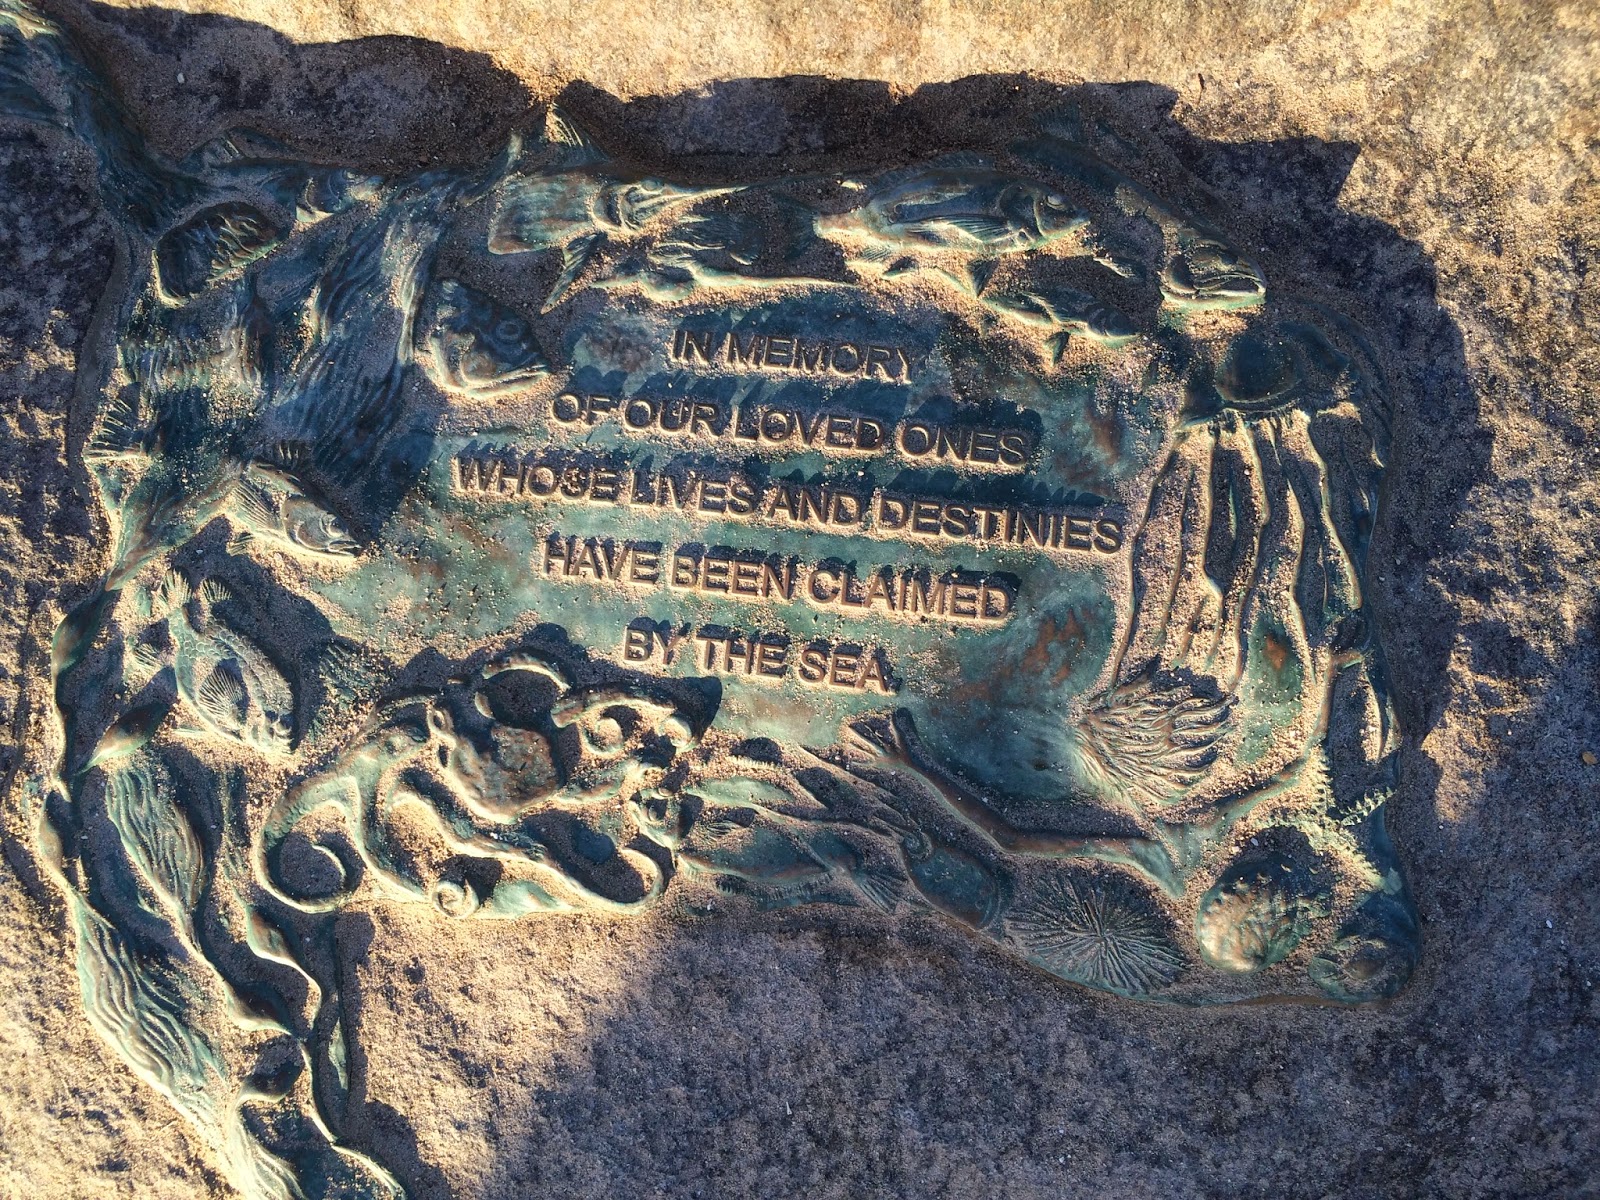 IN MEMORY
OF OUR LOVED ONES
WHOSE LIVES AND DESTINIES
HAVE BEEN CLAIMED
BY THE SEA